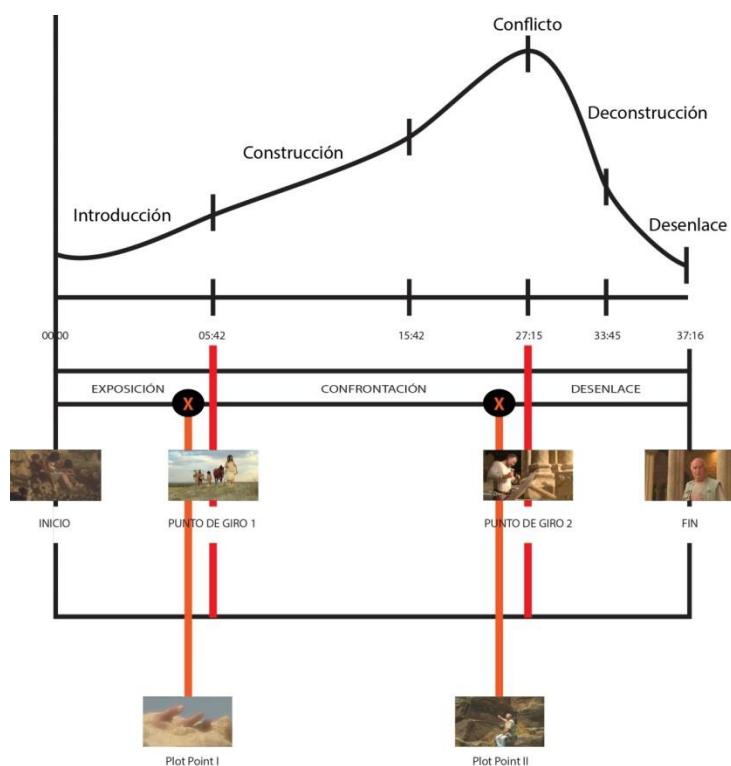 Conflicto
Deconstrucción
Construcción
Introducción
Desenlace
00:00 05:42 15:42 27:15 33:45 37:16
EXPOSICIÓN CONFRONTACIÓN DESENLACE
X X
INICIO PUNTO DE GIRO 1 PUNTO DE GIRO 2 FIN
Plot Point I Plot Point II